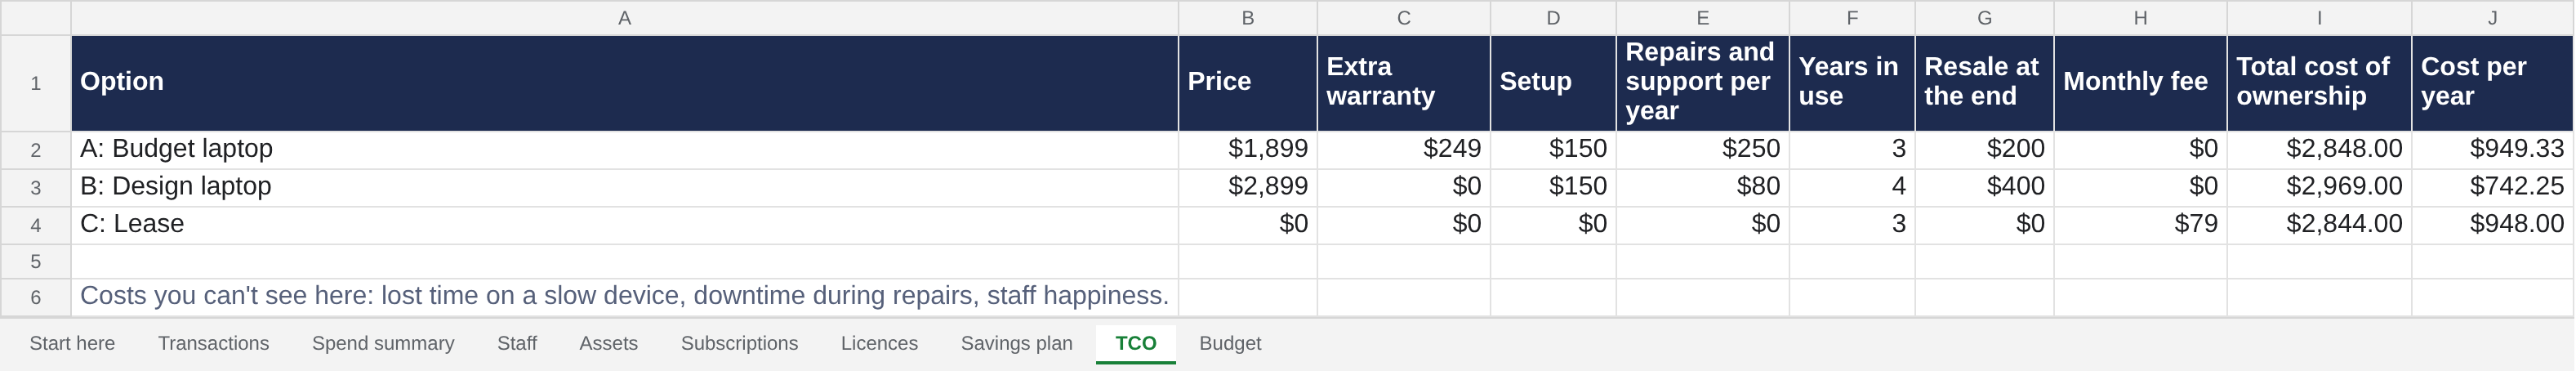 A B C D E F G H I J
1 Option Price Extra warranty Setup Repairs and support per year Years in use Resale at the end Monthly fee Total cost of ownership Cost per year
2 A: Budget laptop $1,899 $249 $150 $250 3 $200 $0 $2,848.00 $949.33
3 B: Design laptop $2,899 $0 $150 $80 4 $400 $0 $2,969.00 $742.25
4 C: Lease $0 $0 $0 $0 3 $0 $79 $2,844.00 $948.00
5
6 Costs you can't see here: lost time on a slow device, downtime during repairs, staff happiness.
Start here Transactions Spend summary Staff Assets Subscriptions Licences Savings plan TCO Budget